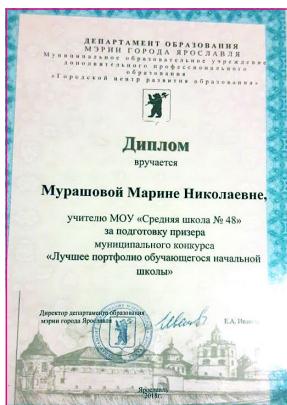 ДЕПАРТАМЕНТ ОБРАЗОВАНИЯ
МЭРИИ ГОРОДА ЯРОСЛАВЛЯ
Муниципальное образовательное учреждение
дополнительного профессионального
образования
«Городской центр развития образования»
Диплом
вручается
Мурашовой Марине Николаевне,
учителю МОУ «Средняя школа № 48»
за подготовку призера
муниципального конкурса
«Лучшее портфолио обучающегося начальной
школы»
Директор департамента образования
мэрии города Ярославля
Е.А. Иванова
Ярославль
2018г.